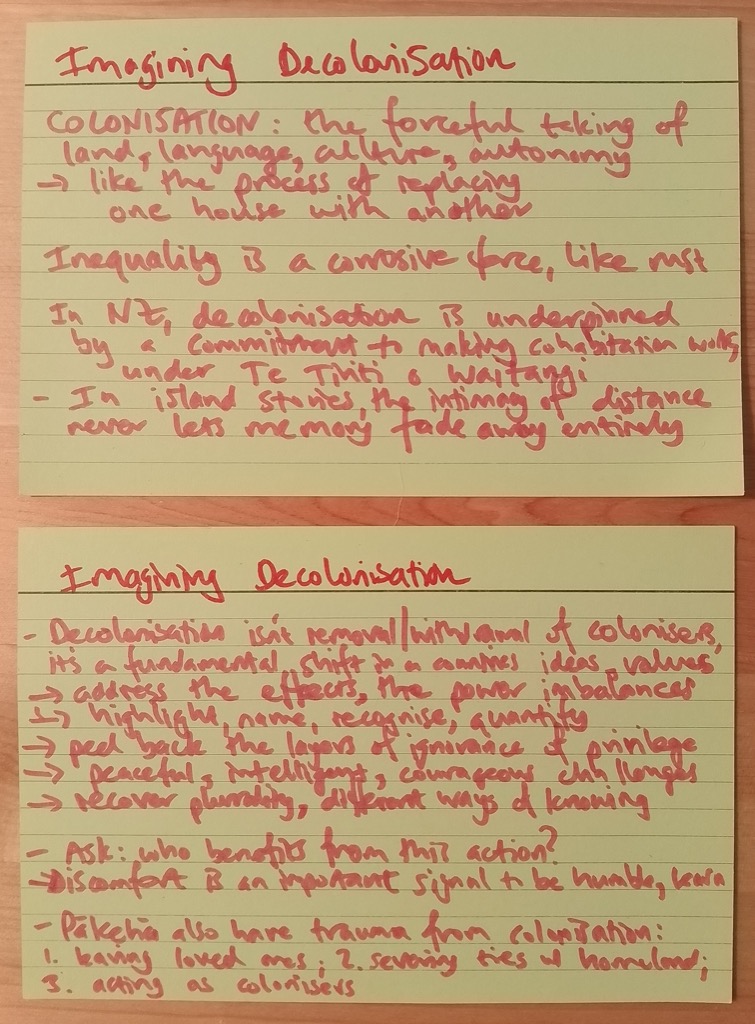 Imagining Decolonisation
COLONISATION: the forceful taking of
land, language, culture, autonomy
→ like the process of replacing
one house with another
Inequality is a corrosive force, like rust
In NZ, decolonisation is underpinned
by a commitment to making cohabitation work,
under Te Tiriti o Waitangi
- In island stories, the intimacy of distance
never lets memory fade away entirely
Imagining Decolonisation
- Decolonisation isn't removal/withdrawal of colonisers,
it's a fundamental shift in a countries ideas, values
→ address the effects, the power imbalances
→ highlight, name, recognise, quantify
→ peel back the layers of ignorance of privilege
→ peaceful, intelligent, courageous challenges
→ recover plurality, different ways of knowing
- Ask: who benefits from this action?
→ Discomfort is an important signal to be humble, learn
- Pākehā also have trauma from colonisation:
1. leaving loved ones; 2. severing ties w homeland;
3. acting as colonisers